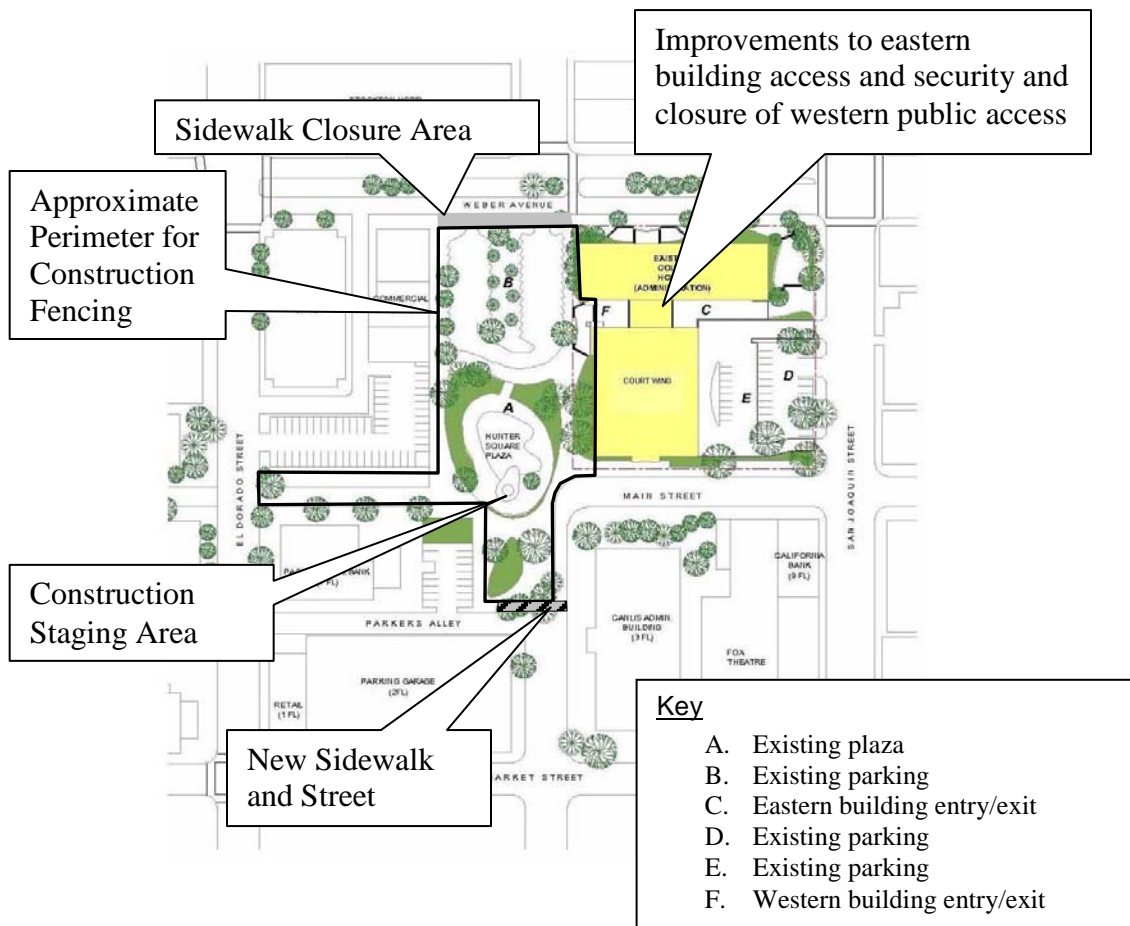 Improvements to eastern
building access and security and
closure of western public access
Sidewalk Closure Area
Approximate
Perimeter for
Construction
Fencing
WEBER AVENUE
B
COMMERCIAL
(ADMINISTRATION)
F
C
COURT WING
D
E
A
HUNTER
SQUARE
PLAZA
EL DORADO STREET
MAIN STREET
SAN JOAQUIN STREET
CALIFORNIA
BANK
(9 FL)
Construction
Staging Area
BANK
PARKERS ALLEY
CARLIS ADMIN.
BUILDING
(3 FL)
FOX
THEATRE
PARKING GARAGE
(2FL)
RETAIL
(1 FL)
New Sidewalk
and Street
ARKET STREET
Key
A. Existing plaza
B. Existing parking
C. Eastern building entry/exit
D. Existing parking
E. Existing parking
F. Western building entry/exit